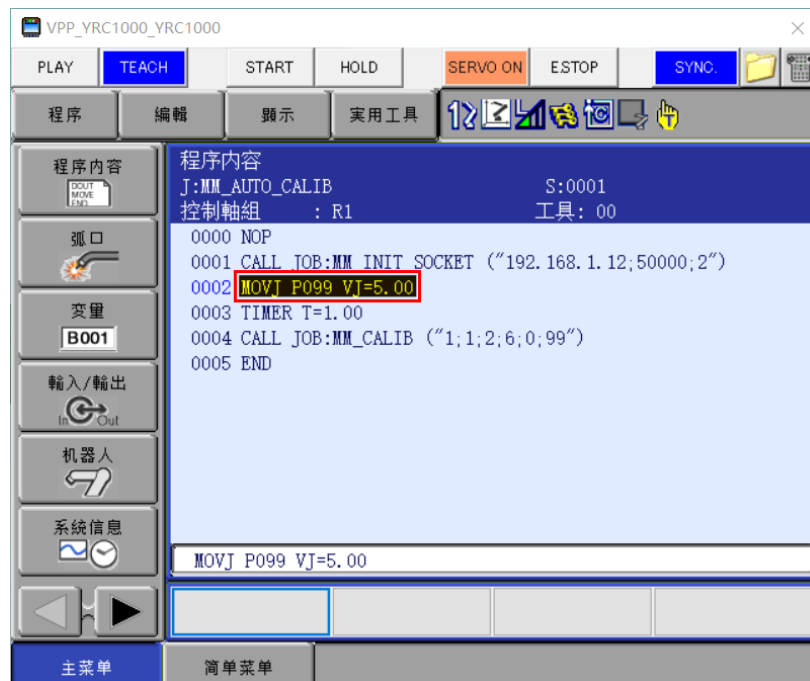 VPP_YRC1000_YRC1000
PLAY TEACH START HOLD SERVO ON E.STOP SYNC.
程序 編輯 顕示 実用工具
程序内容
DOUT
MOVE
END
弧口
变量
B001
輸入/輸出
In Out
机器人
系統信息
程序内容
J:MM_AUTO_CALIB S:0001
控制軸組 : R1 工具: 00
0000 NOP
0001 CALL JOB:MM_INIT_SOCKET ("192.168.1.12;50000;2")
0002 MOVJ P099 VJ=5.00
0003 TIMER T=1.00
0004 CALL JOB:MM_CALIB ("1;1;2;6;0;99")
0005 END
MOVJ P099 VJ=5.00
主菜单 简单菜单